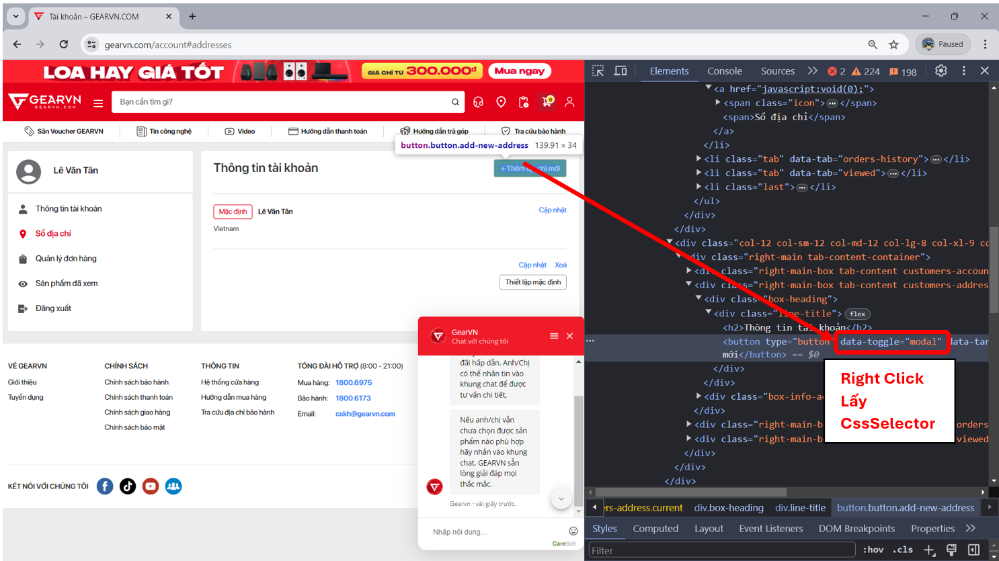 Tài khoản – GEARVN.COM
gearvn.com/account#addresses
Paused
LOA HAY GIÁ TỐT
GIÁ CHỈ TỪ 300.000đ
Mua ngay
GEARVN
GEARVN.COM
Bạn cần tìm gì?
0
Săn Voucher GEARVN
Tin công nghệ
Video
Hướng dẫn thanh toán
Hướng dẫn trả góp
Tra cứu bảo hành
button.button.add-new-address 139.91 × 34
Lê Văn Tân
Thông tin tài khoản
Sổ địa chỉ
Quản lý đơn hàng
Sản phẩm đã xem
Đăng xuất
Thông tin tài khoản
+ Thêm địa chỉ mới
Mặc định Lê Văn Tân
Cập nhật
Vietnam
Cập nhật Xoá
Thiết lập mặc định
VỀ GEARVN
Giới thiệu
Tuyển dụng
CHÍNH SÁCH
Chính sách bảo hành
Chính sách thanh toán
Chính sách giao hàng
Chính sách bảo mật
THÔNG TIN
Hệ thống cửa hàng
Hướng dẫn mua hàng
Tra cứu địa chỉ bảo hành
TỔNG ĐÀI HỖ TRỢ (8:00 - 21:00)
Mua hàng: 1800.6975
Bảo hành: 1800.6173
Email: cskh@gearvn.com
KẾT NỐI VỚI CHÚNG TÔI
GearVN
Chat với chúng tôi
đãi hấp dẫn. Anh/Chị
có thể nhắn tin vào
khung chat để được
tư vấn chi tiết.
Nếu anh/chị vẫn
chưa chọn được sản
phẩm nào phù hợp
hãy nhắn vào khung
chat, GEARVN sẵn
lòng giải đáp mọi
thắc mắc.
Gearvn · vài giây trước.
Nhập nội dung...
CareSoft
Elements Console Sources 2 224 198
<a href="javascript:void(0);">
<span class="icon"> ••• </span>
<span>Sổ địa chỉ</span>
</a>
</li>
<li class="tab" data-tab="orders-history"> ••• </li>
<li class="tab" data-tab="viewed"> ••• </li>
<li class="last"> ••• </li>
</ul>
</div>
</div>
<div class="col-12 col-sm-12 col-md-12 col-lg-8 col-xl-9 co
<div class="right-main tab-content-container">
<div class="right-main-box tab-content customers-accoun
<div class="right-main-box tab-content customers-addres
<div class="box-heading">
<div class="line-title"> flex
<h2>Thông tin tài khoản</h2>
<button type="button" data-toggle="modal" data-tar
mới</button> == $0
</div>
</div>
<div class="box-info-a
</div>
<div class="right-main-b orders
<div class="right-main-b viewed
</div>
</div>
</div>
Right Click
Lấy
CssSelector
rs-address.current div.box-heading div.line-title button.button.add-new-address
Styles Computed Layout Event Listeners DOM Breakpoints Properties
Filter
:hov .cls